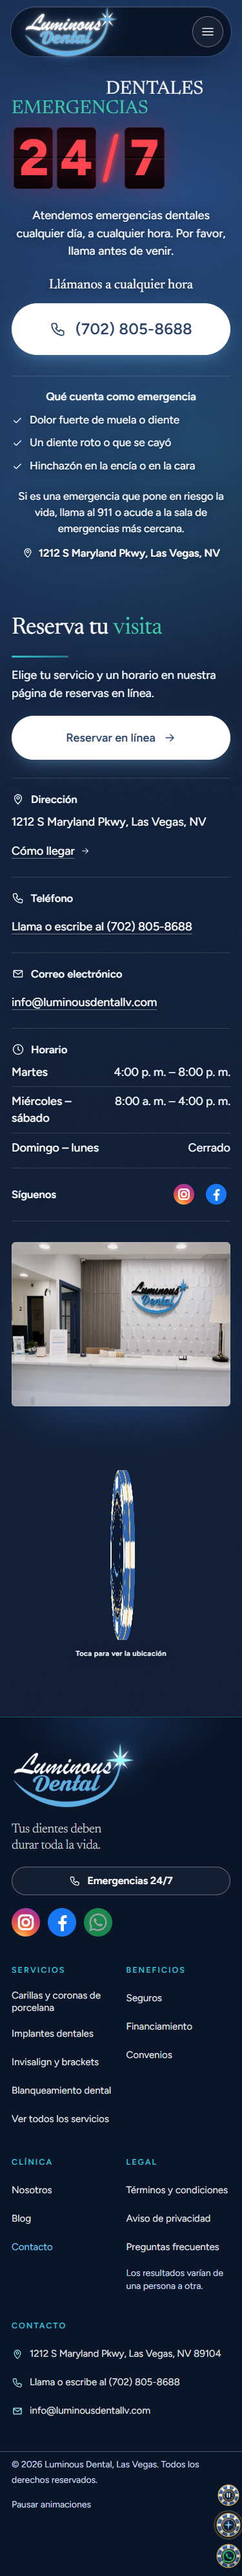 Luminous
Dental
DENTALES
EMERGENCIAS
24/7
Atendemos emergencias dentales
cualquier día, a cualquier hora. Por favor,
llama antes de venir.
Llámanos a cualquier hora
(702) 805-8688
Qué cuenta como emergencia
Dolor fuerte de muela o diente
Un diente roto o que se cayó
Hinchazón en la encía o en la cara
Si es una emergencia que pone en riesgo la
vida, llama al 911 o acude a la sala de
emergencias más cercana.
1212 S Maryland Pkwy, Las Vegas, NV
Reserva tu visita
Elige tu servicio y un horario en nuestra
página de reservas en línea.
Reservar en línea →
Dirección
1212 S Maryland Pkwy, Las Vegas, NV
Cómo llegar →
Teléfono
Llama o escribe al (702) 805-8688
Correo electrónico
info@luminousdentallv.com
Horario
Martes 4:00 p. m. – 8:00 p. m.
Miércoles – sábado 8:00 a. m. – 4:00 p. m.
Domingo – lunes Cerrado
Síguenos
Luminous
Dental
Toca para ver la ubicación
Luminous
Dental
Tus dientes deben
durar toda la vida.
Emergencias 24/7
SERVICIOS
Carillas y coronas de
porcelana
Implantes dentales
Invisalign y brackets
Blanqueamiento dental
Ver todos los servicios
BENEFICIOS
Seguros
Financiamiento
Convenios
CLÍNICA
Nosotros
Blog
Contacto
LEGAL
Términos y condiciones
Aviso de privacidad
Preguntas frecuentes
Los resultados varían de
una persona a otra.
CONTACTO
1212 S Maryland Pkwy, Las Vegas, NV 89104
Llama o escribe al (702) 805-8688
info@luminousdentallv.com
© 2026 Luminous Dental, Las Vegas. Todos los
derechos reservados.
Pausar animaciones